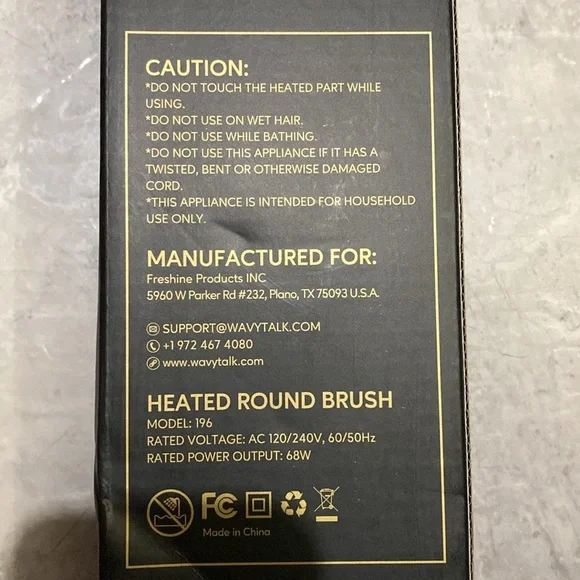 CAUTION:
*DO NOT TOUCH THE HEATED PART WHILE
USING.
*DO NOT USE ON WET HAIR.
*DO NOT USE WHILE BATHING.
*DO NOT USE THIS APPLIANCE IF IT HAS A
TWISTED, BENT OR OTHERWISE DAMAGED
CORD.
*THIS APPLIANCE IS INTENDED FOR HOUSEHOLD
USE ONLY.
MANUFACTURED FOR:
Freshine Products INC
5960 W Parker Rd #232, Plano, TX 75093 U.S.A.
SUPPORT@WAVYTALK.COM
+1 972 467 4080
www.wavytalk.com
HEATED ROUND BRUSH
MODEL: 196
RATED VOLTAGE: AC 120/240V, 60/50Hz
RATED POWER OUTPUT: 68W
FC
Made in China